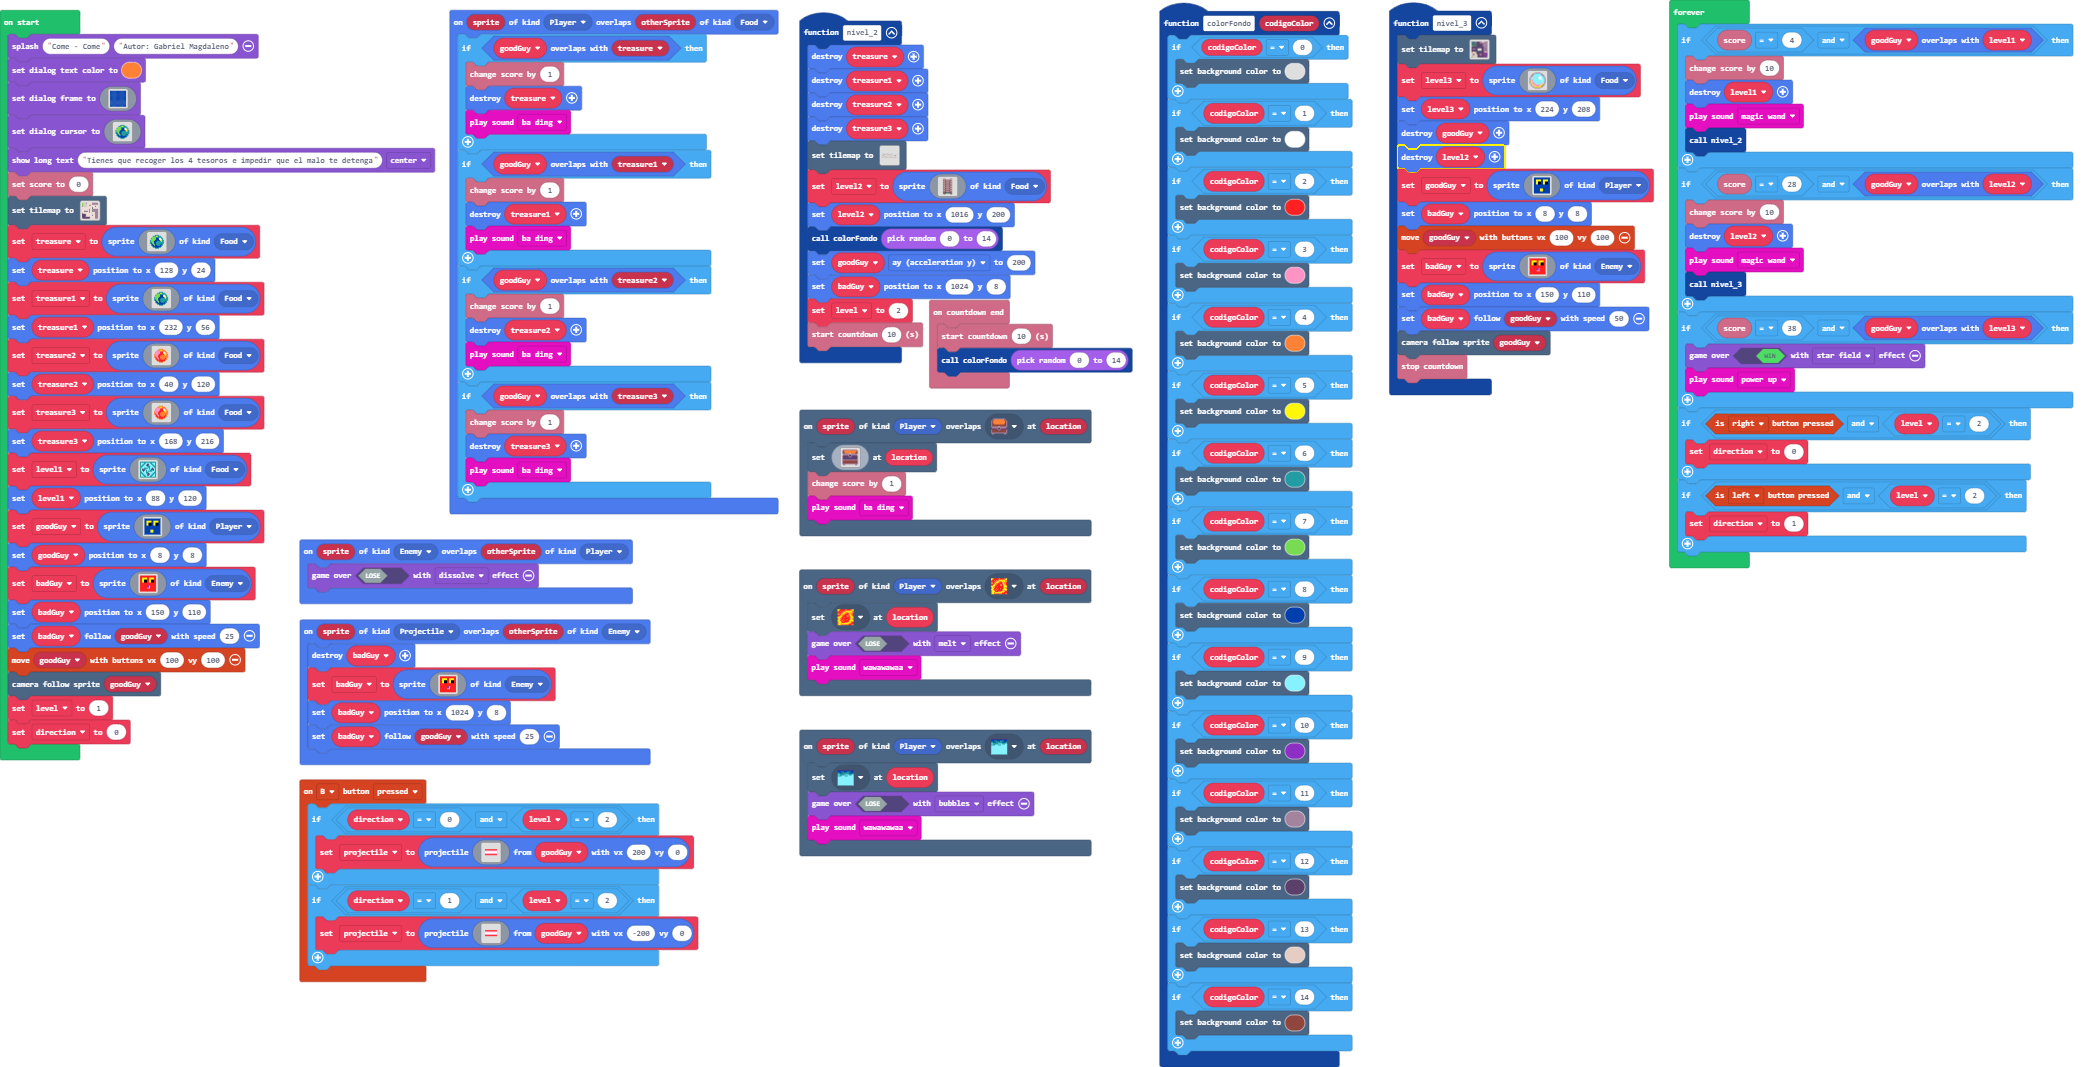 on start
splash "Come - Come" "Autor: Gabriel Magdaleno"
set dialog text color to
set dialog frame to
set dialog cursor to
show long text "Tienes que recoger los 4 tesoros e impedir que el malo te detenga" center
set score to 0
set tilemap to
set treasure to sprite of kind Food
set treasure position to x 128 y 24
set treasure1 to sprite of kind Food
set treasure1 position to x 232 y 56
set treasure2 to sprite of kind Food
set treasure2 position to x 40 y 120
set treasure3 to sprite of kind Food
set treasure3 position to x 168 y 216
set level1 to sprite of kind Food
set level1 position to x 88 y 120
set goodGuy to sprite of kind Player
set goodGuy position to x 8 y 8
set badGuy to sprite of kind Enemy
set badGuy position to x 150 y 110
set badGuy follow goodGuy with speed 25
move goodGuy with buttons vx 100 vy 100
camera follow sprite goodGuy
set level to 1
set direction to 0
on sprite of kind Player overlaps otherSprite of kind Food
if goodGuy overlaps with treasure then
change score by 1
destroy treasure
play sound ba ding
if goodGuy overlaps with treasure1 then
change score by 1
destroy treasure1
play sound ba ding
if goodGuy overlaps with treasure2 then
change score by 1
destroy treasure2
play sound ba ding
if goodGuy overlaps with treasure3 then
change score by 1
destroy treasure3
play sound ba ding
on sprite of kind Enemy overlaps otherSprite of kind Player
game over LOSE with dissolve effect
on sprite of kind Projectile overlaps otherSprite of kind Enemy
destroy badGuy
set badGuy to sprite of kind Enemy
set badGuy position to x 1024 y 8
set badGuy follow goodGuy with speed 25
on B button pressed
if direction = 0 and level = 2 then
set projectile to projectile from goodGuy with vx 200 vy 0
if direction = 1 and level = 2 then
set projectile to projectile from goodGuy with vx -200 vy 0
function nivel_2
destroy treasure
destroy treasure1
destroy treasure2
destroy treasure3
set tilemap to
set level2 to sprite of kind Food
set level2 position to x 1016 y 200
call colorFondo pick random 0 to 14
set goodGuy ay (acceleration y) to 200
set badGuy position to x 1024 y 8
set level to 2
start countdown 10 (s)
on countdown end
start countdown 10 (s)
call colorFondo pick random 0 to 14
on sprite of kind Player overlaps at location
set at location
change score by 1
play sound ba ding
on sprite of kind Player overlaps at location
set at location
game over LOSE with melt effect
play sound wawawawaa
on sprite of kind Player overlaps at location
set at location
game over LOSE with bubbles effect
play sound wawawawaa
function colorFondo codigoColor
if codigoColor = 0 then
set background color to
if codigoColor = 1 then
set background color to
if codigoColor = 2 then
set background color to
if codigoColor = 3 then
set background color to
if codigoColor = 4 then
set background color to
if codigoColor = 5 then
set background color to
if codigoColor = 6 then
set background color to
if codigoColor = 7 then
set background color to
if codigoColor = 8 then
set background color to
if codigoColor = 9 then
set background color to
if codigoColor = 10 then
set background color to
if codigoColor = 11 then
set background color to
if codigoColor = 12 then
set background color to
if codigoColor = 13 then
set background color to
if codigoColor = 14 then
set background color to
function nivel_3
set tilemap to
set level3 to sprite of kind Food
set level3 position to x 224 y 208
destroy goodGuy
destroy level2
set goodGuy to sprite of kind Player
set badGuy position to x 8 y 8
move goodGuy with buttons vx 100 vy 100
set badGuy to sprite of kind Enemy
set badGuy position to x 150 y 110
set badGuy follow goodGuy with speed 50
camera follow sprite goodGuy
stop countdown
forever
if score = 4 and goodGuy overlaps with level1 then
change score by 10
destroy level1
play sound magic wand
call nivel_2
if score = 28 and goodGuy overlaps with level2 then
change score by 10
destroy level2
play sound magic wand
call nivel_3
if score = 38 and goodGuy overlaps with level3 then
game over WIN with star field effect
play sound power up
if is right button pressed and level = 2 then
set direction to 0
if is left button pressed and level = 2 then
set direction to 1